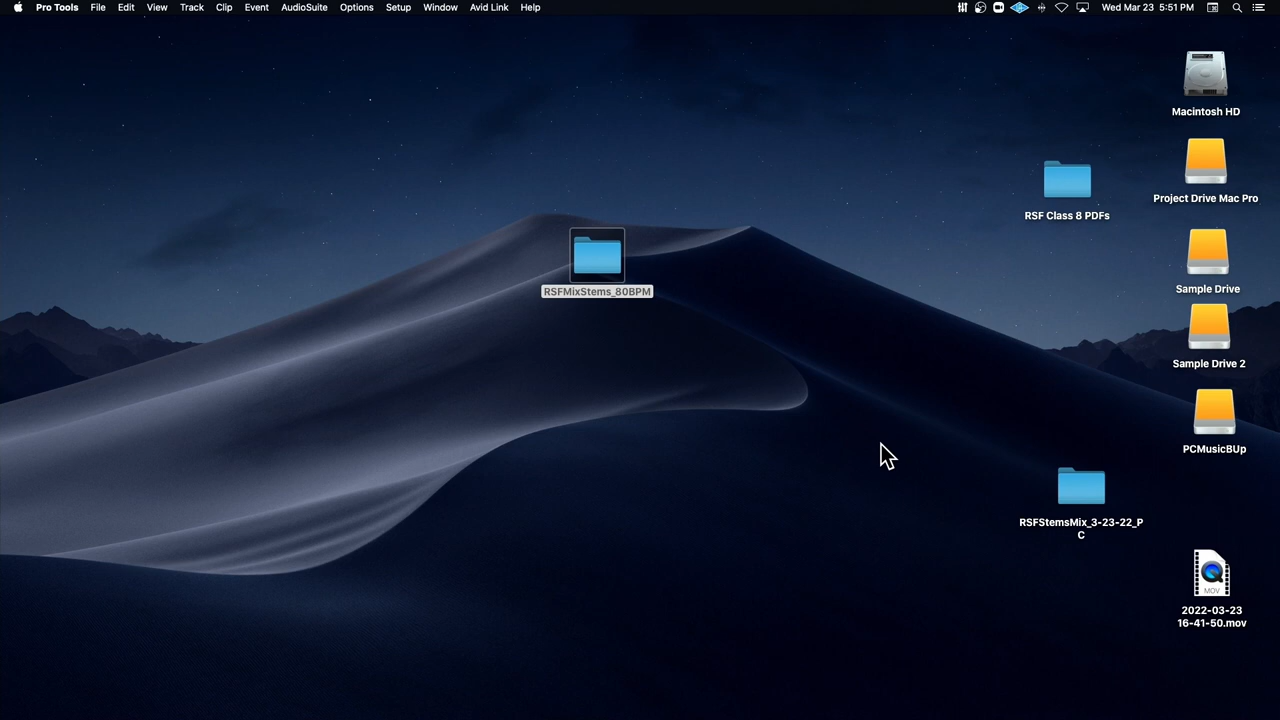 Pro Tools File Edit View Track Clip Event AudioSuite Options Setup Window Avid Link Help Wed Mar 23 5:51 PM
Macintosh HD
RSF Class 8 PDFs
Project Drive Mac Pro
RSFMixStems_80BPM
Sample Drive
Sample Drive 2
PCMusicBUp
RSFStemsMix_3-23-22_P
C
MOV
2022-03-23
16-41-50.mov